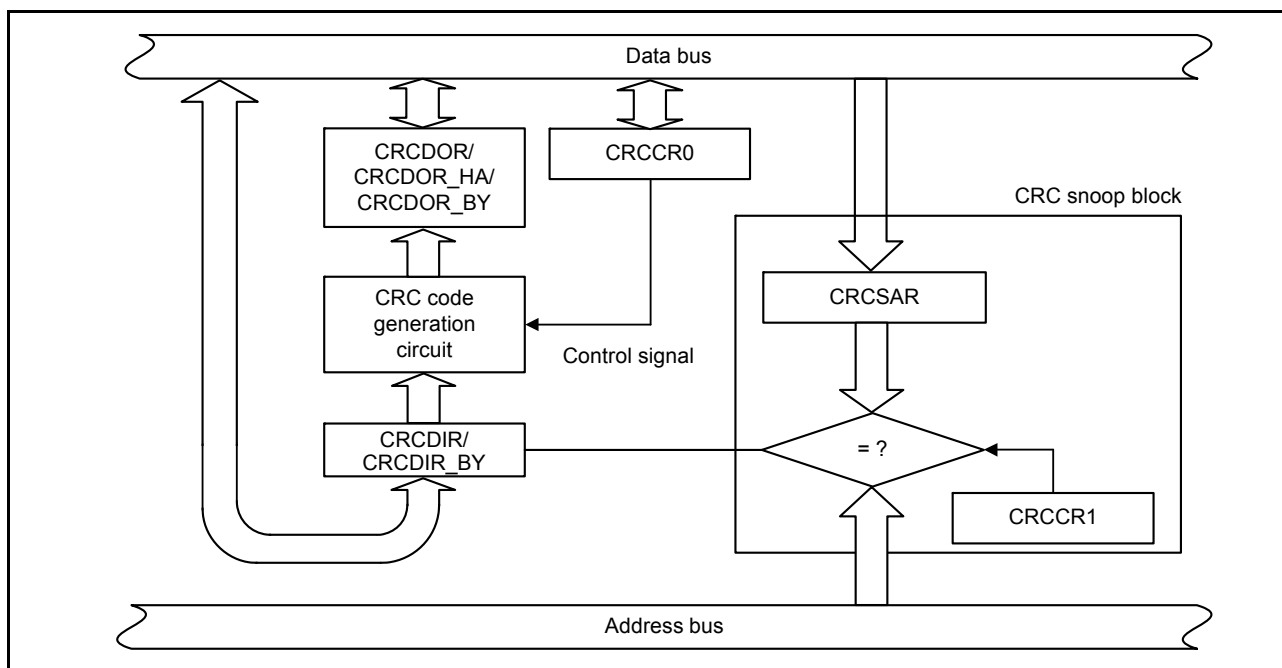 Data bus
CRCDOR/
CRCDOR_HA/
CRCDOR_BY
CRCCR0
CRC snoop block
CRCSAR
CRC code
generation
circuit
Control signal
CRCDIR/
CRCDIR_BY
= ?
CRCCR1
Address bus